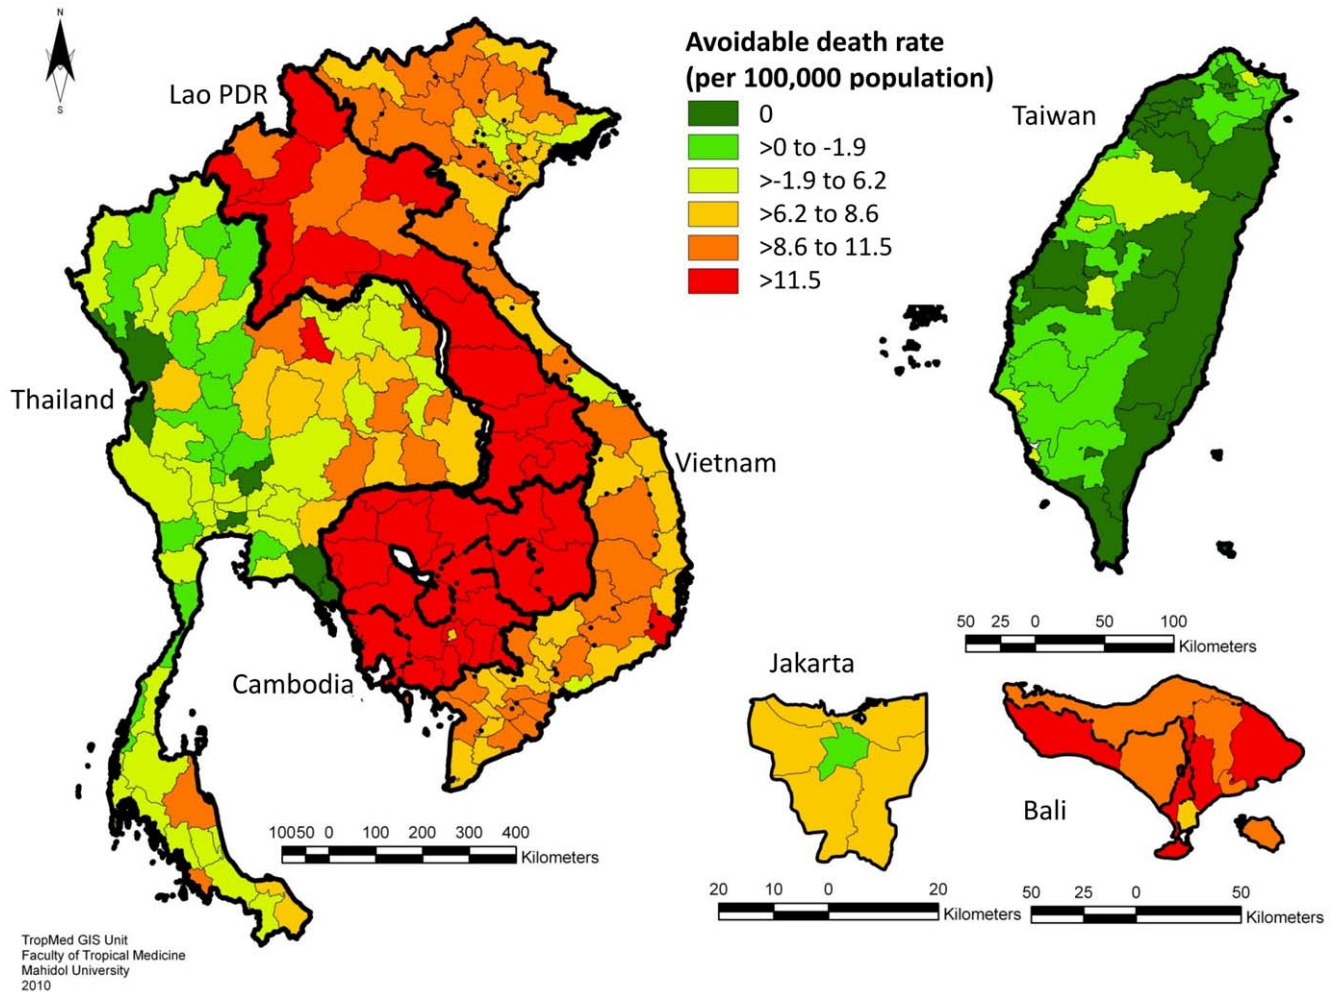 N
S
Lao PDR
Avoidable death rate
(per 100,000 population)
0
>0 to -1.9
>-1.9 to 6.2
>6.2 to 8.6
>8.6 to 11.5
>11.5
Taiwan
Thailand
Vietnam
Cambodia
Jakarta
Bali
50 25 0 50 100
Kilometers
10050 0 100 200 300 400
Kilometers
20 10 0 20
Kilometers
50 25 0 50
Kilometers
TropMed GIS Unit
Faculty of Tropical Medicine
Mahidol University
2010